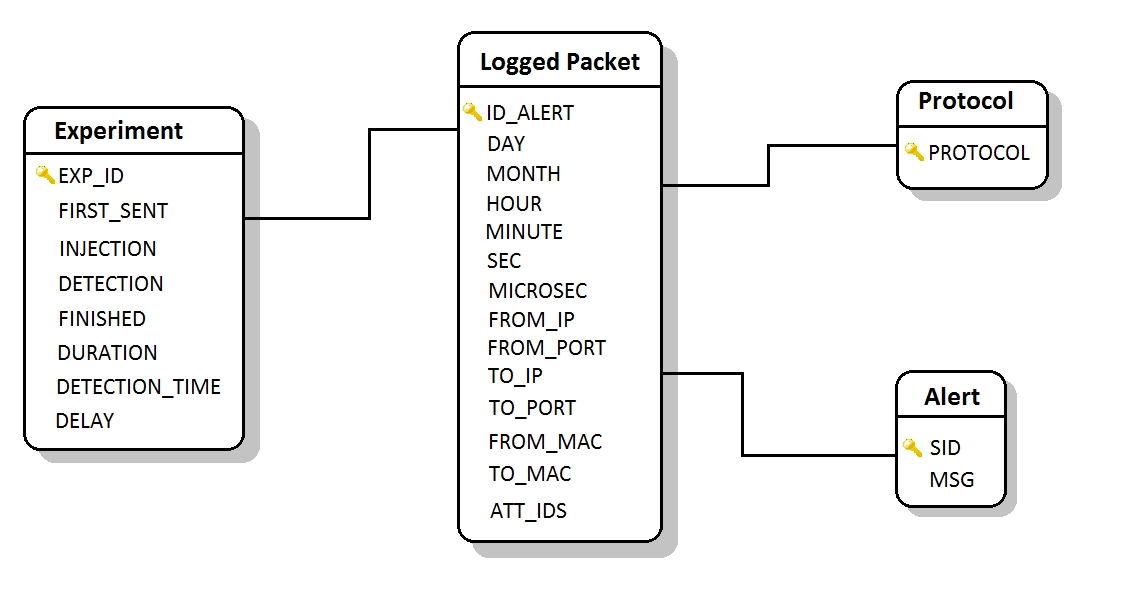 Experiment
EXP_ID
FIRST_SENT
INJECTION
DETECTION
FINISHED
DURATION
DETECTION_TIME
DELAY
Logged Packet
ID_ALERT
DAY
MONTH
HOUR
MINUTE
SEC
MICROSEC
FROM_IP
FROM_PORT
TO_IP
TO_PORT
FROM_MAC
TO_MAC
ATT_IDS
Protocol
PROTOCOL
Alert
SID
MSG